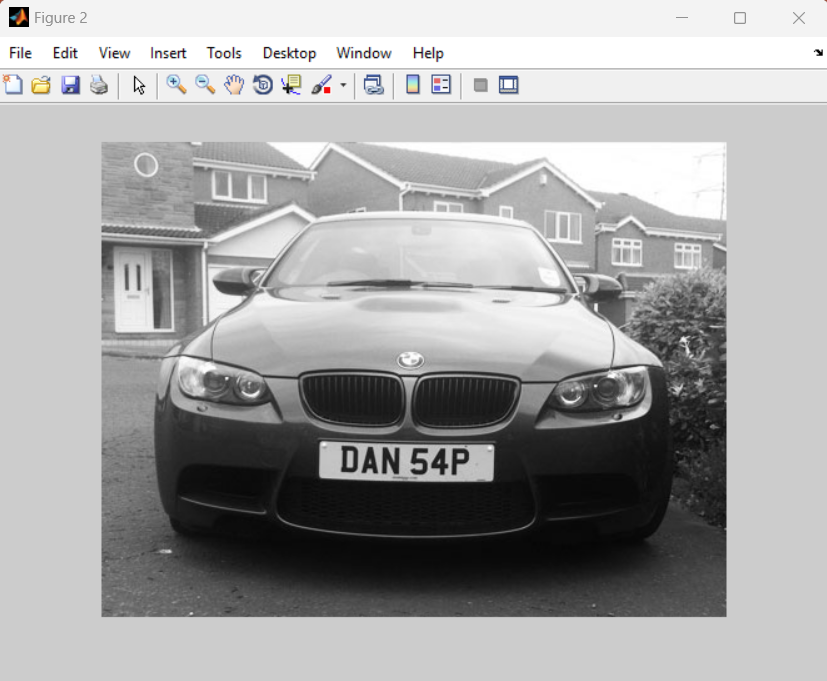 Figure 2
File Edit View Insert Tools Desktop Window Help
DAN 54P